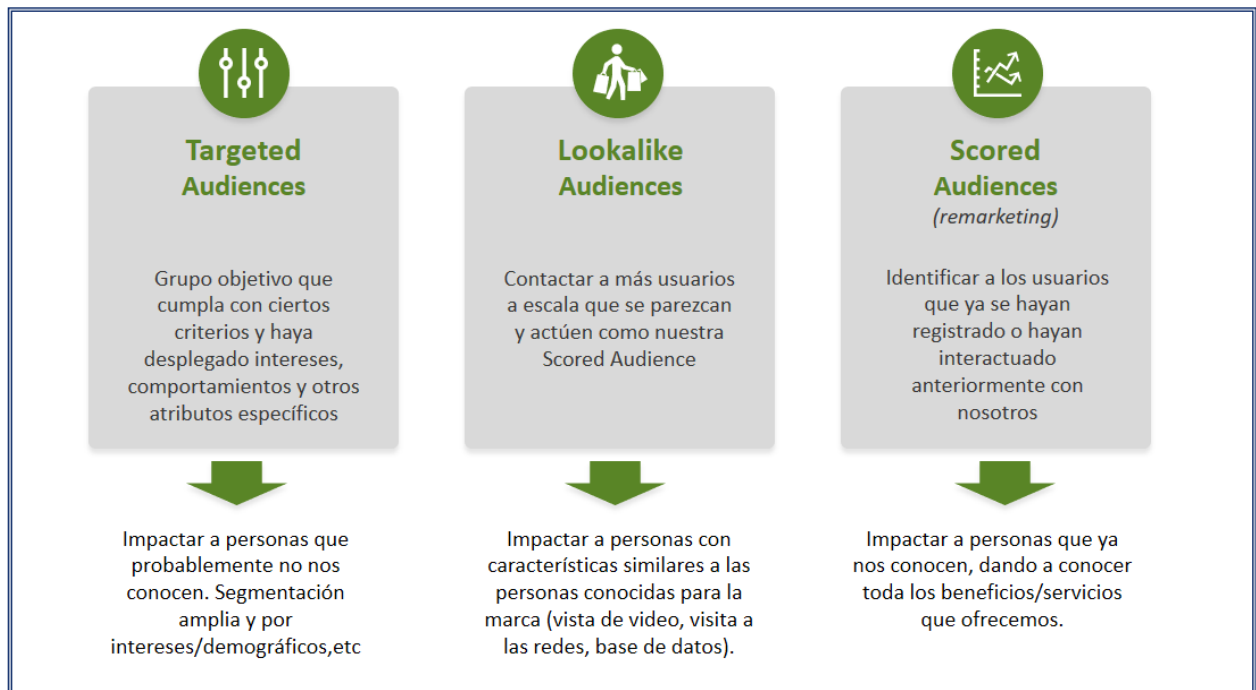 Targeted
Audiences
Grupo objetivo que
cumpla con ciertos
criterios y haya
desplegado intereses,
comportamientos y otros
atributos específicos
Impactar a personas que
probablemente no nos
conocen. Segmentación
amplia y por
intereses/demográficos,etc
Lookalike
Audiences
Contactar a más usuarios
a escala que se parezcan
y actúen como nuestra
Scored Audience
Impactar a personas con
características similares a las
personas conocidas para la
marca (vista de video, visita a
las redes, base de datos).
Scored
Audiences
(remarketing)
Identificar a los usuarios
que ya se hayan
registrado o hayan
interactuado
anteriormente con
nosotros
Impactar a personas que ya
nos conocen, dando a conocer
toda los beneficios/servicios
que ofrecemos.